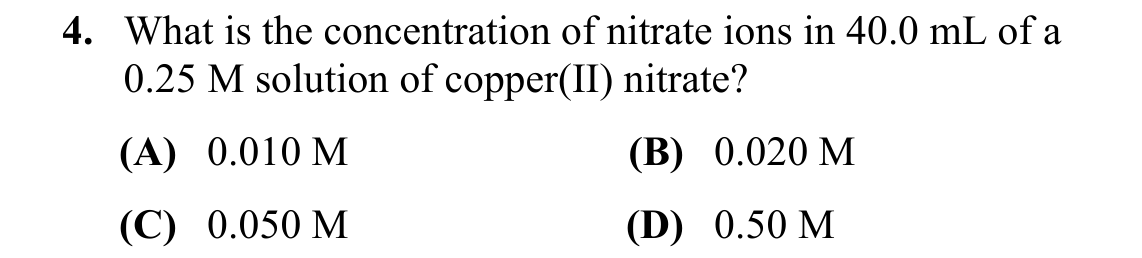 4. What is the concentration of nitrate ions in 40.0 mL of a
0.25 M solution of copper(II) nitrate?
(A) 0.010 M (B) 0.020 M
(C) 0.050 M (D) 0.50 M